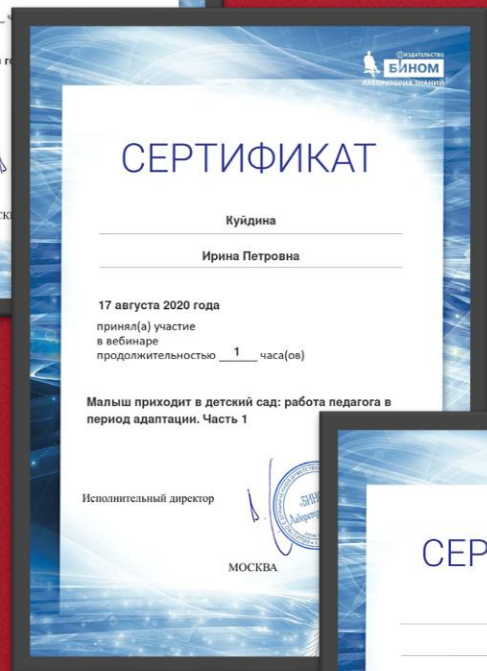 ИЗДАТЕЛЬСТВО
БИНОМ
ЛАБОРАТОРИЯ ЗНАНИЙ
СЕРТИФИКАТ
Куйдина
Ирина Петровна
17 августа 2020 года
принял(а) участие
в вебинаре
продолжительностью 1 часа(ов)
Малыш приходит в детский сад: работа педагога в
период адаптации. Часть 1
Исполнительный директор
МОСКВА
СЕР